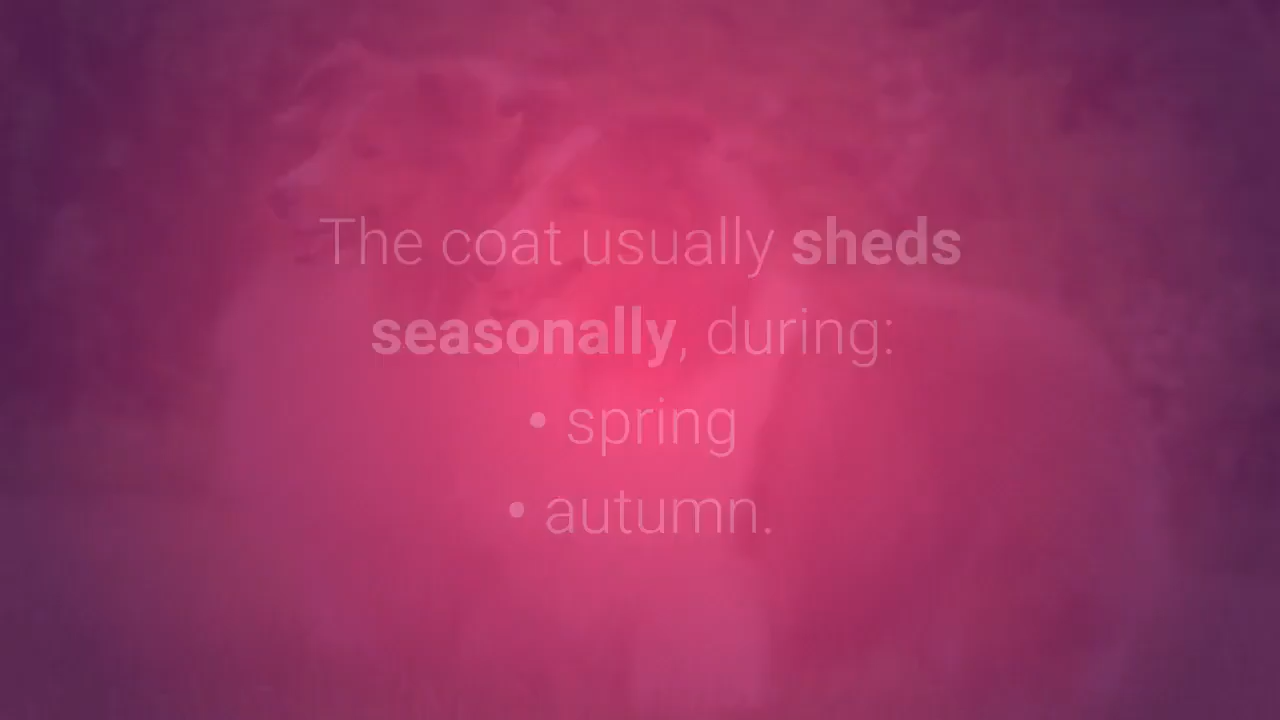 The coat usually sheds
seasonally, during:
• spring
• autumn.